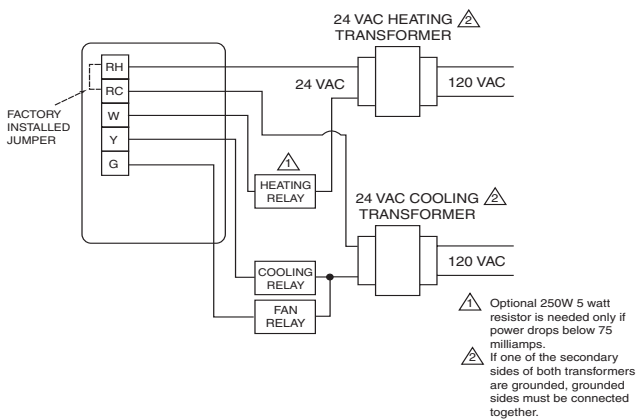 24 VAC HEATING 2
TRANSFORMER
RH
RC
W
Y
G
24 VAC
120 VAC
FACTORY
INSTALLED
JUMPER
1
HEATING
RELAY
24 VAC COOLING 2
TRANSFORMER
120 VAC
COOLING
RELAY
FAN
RELAY
1 Optional 250W 5 watt
resistor is needed only if
power drops below 75
milliamps.
2 If one of the secondary
sides of both transformers
are grounded, grounded
sides must be connected
together.